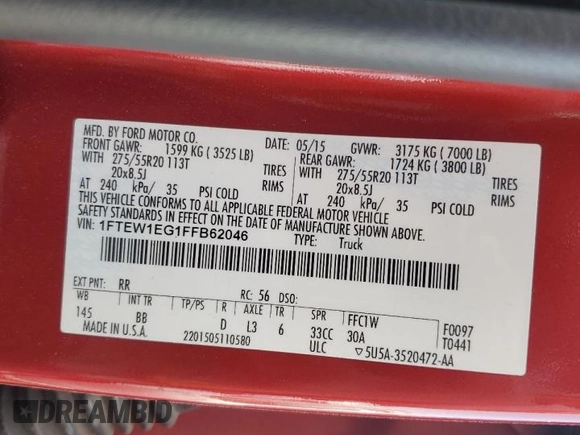 MFD. BY FORD MOTOR CO.
DATE: 05/15 GVWR: 3175 KG (7000 LB)
FRONT GAWR: 1599 KG (3525 LB) REAR GAWR: 1724 KG (3800 LB)
WITH 275/55R20 113T TIRES WITH 275/55R20 113T TIRES
20x8.5J RIMS 20x8.5J RIMS
AT 240 kPa/ 35 PSI COLD AT 240 kPa/ 35 PSI COLD
THIS VEHICLE CONFORMS TO ALL APPLICABLE FEDERAL MOTOR VEHICLE
SAFETY STANDARDS IN EFFECT ON THE DATE OF MANUFACTURE SHOWN ABOVE
VIN: 1FTEW1EG1FFB62046 TYPE: Truck
EXT PNT: RR RC: 56 DSO:
WB INT TR TP/PS R AXLE TR SPR FFC1W F0097
145 BB D L3 6 33CC 30A T0441
MADE IN U.S.A. 2201505110580 ULC 5U5A-3520472-AA
DREAMBID